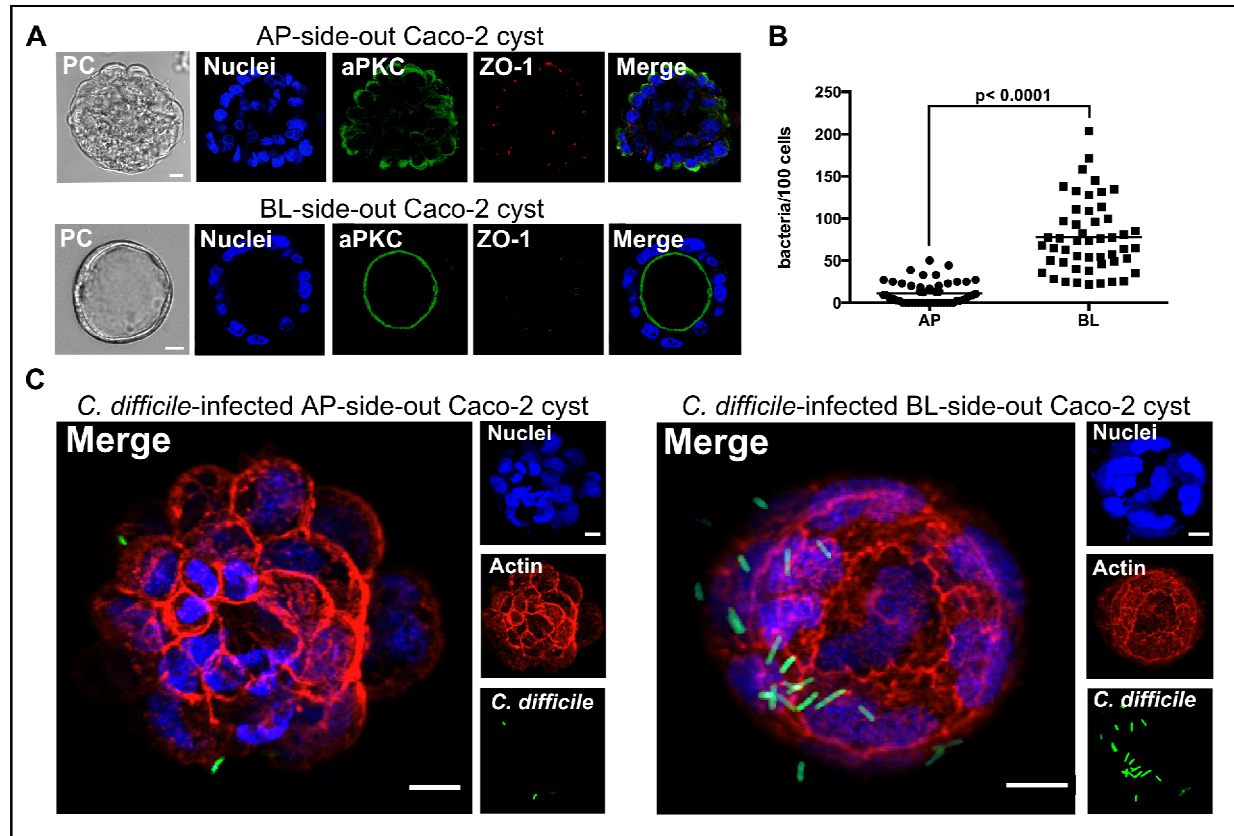 A
AP-side-out Caco-2 cyst
PC Nuclei aPKC ZO-1 Merge
BL-side-out Caco-2 cyst
PC Nuclei aPKC ZO-1 Merge
B
p< 0.0001
bacteria/100 cells
250
200
150
100
50
0
AP BL
C
C. difficile-infected AP-side-out Caco-2 cyst
Merge
Nuclei
Actin
C. difficile
C. difficile-infected BL-side-out Caco-2 cyst
Merge
Nuclei
Actin
C. difficile